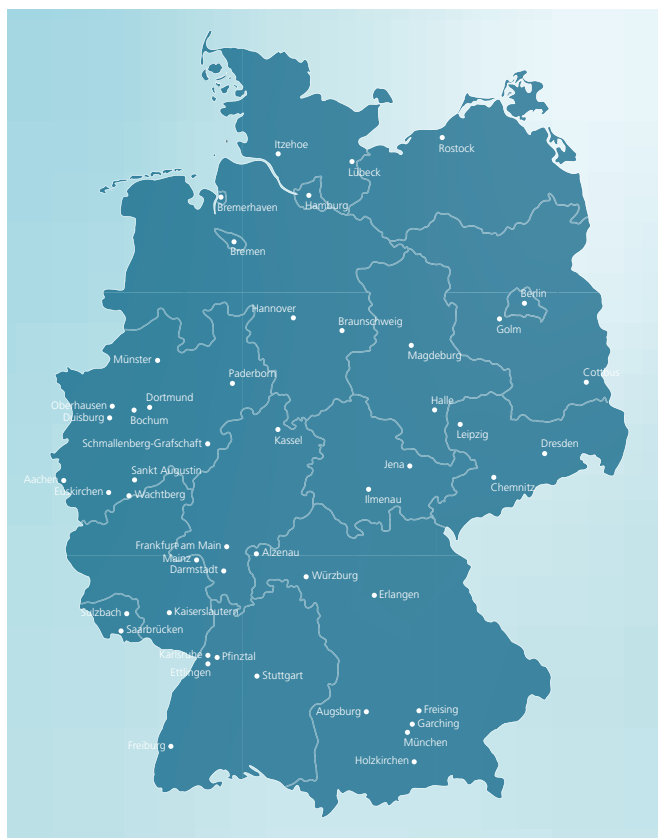 Itzehoe
Rostock
Lübeck
Bremerhaven
Hamburg
Bremen
Berlin
Hannover
Braunschweig
Golm
Magdeburg
Münster
Paderborn
Cottbus
Dortmund
Oberhausen
Duisburg
Bochum
Halle
Leipzig
Kassel
Schmallenberg-Grafschaft
Dresden
Jena
Sankt Augustin
Aachen
Chemnitz
Euskirchen
Wachtberg
Ilmenau
Frankfurt am Main
Alzenau
Mainz
Darmstadt
Würzburg
Erlangen
Sulzbach
Kaiserslautern
Saarbrücken
Karlsruhe
Pfinztal
Ettlingen
Stuttgart
Augsburg
Freising
Garching
München
Freiburg
Holzkirchen